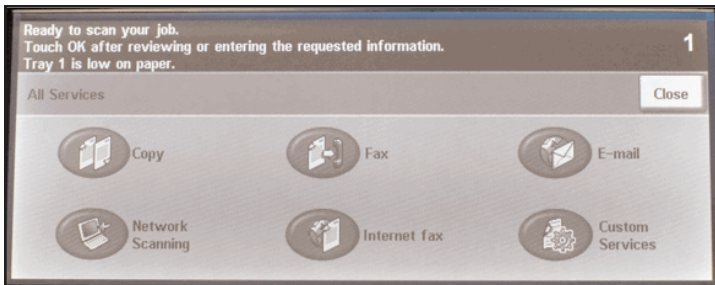 Ready to scan your job.
Touch OK after reviewing or entering the requested information.
1
Tray 1 is low on paper.
All Services
Close
Copy
Fax
E-mail
Network
Scanning
Internet fax
Custom
Services